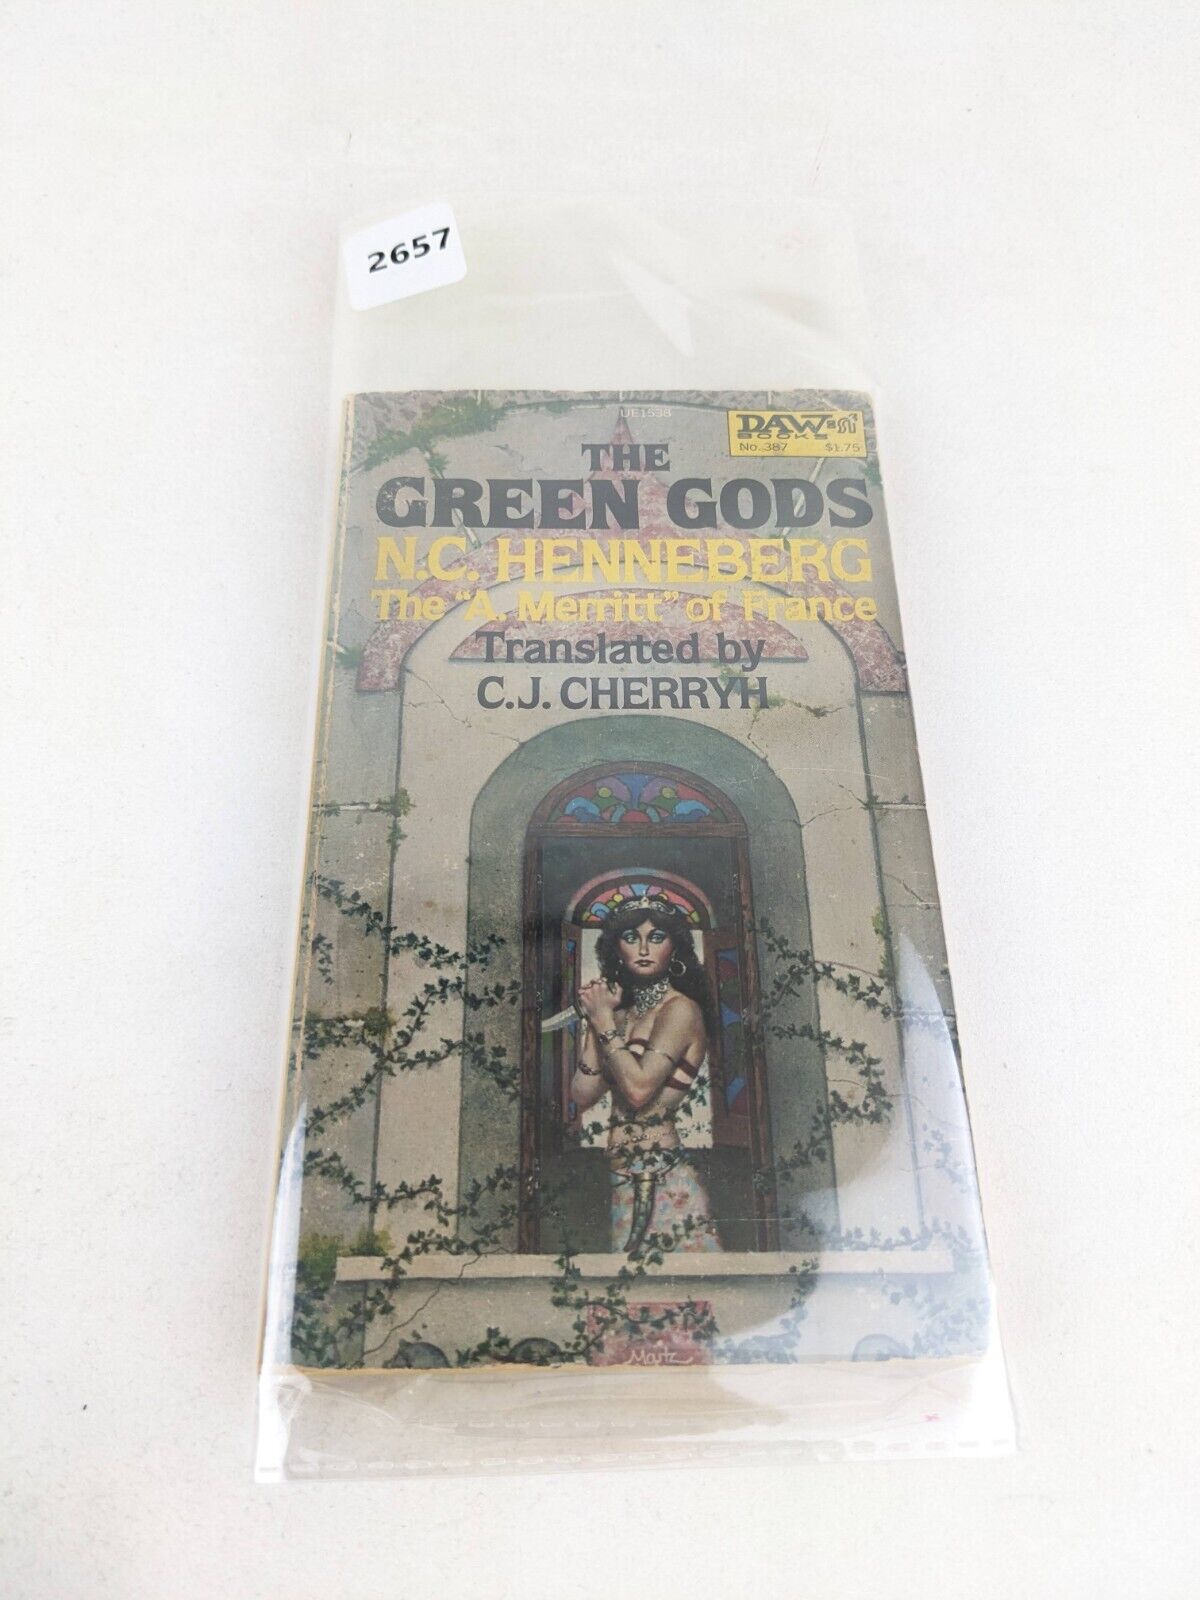 2657
UE1538
DAW
BOOKS
No. 387 $1.75
THE
GREEN GODS
N.C. HENNEBERG
The "A. Merritt" of France
Translated by
C.J. CHERRYH
Maitz